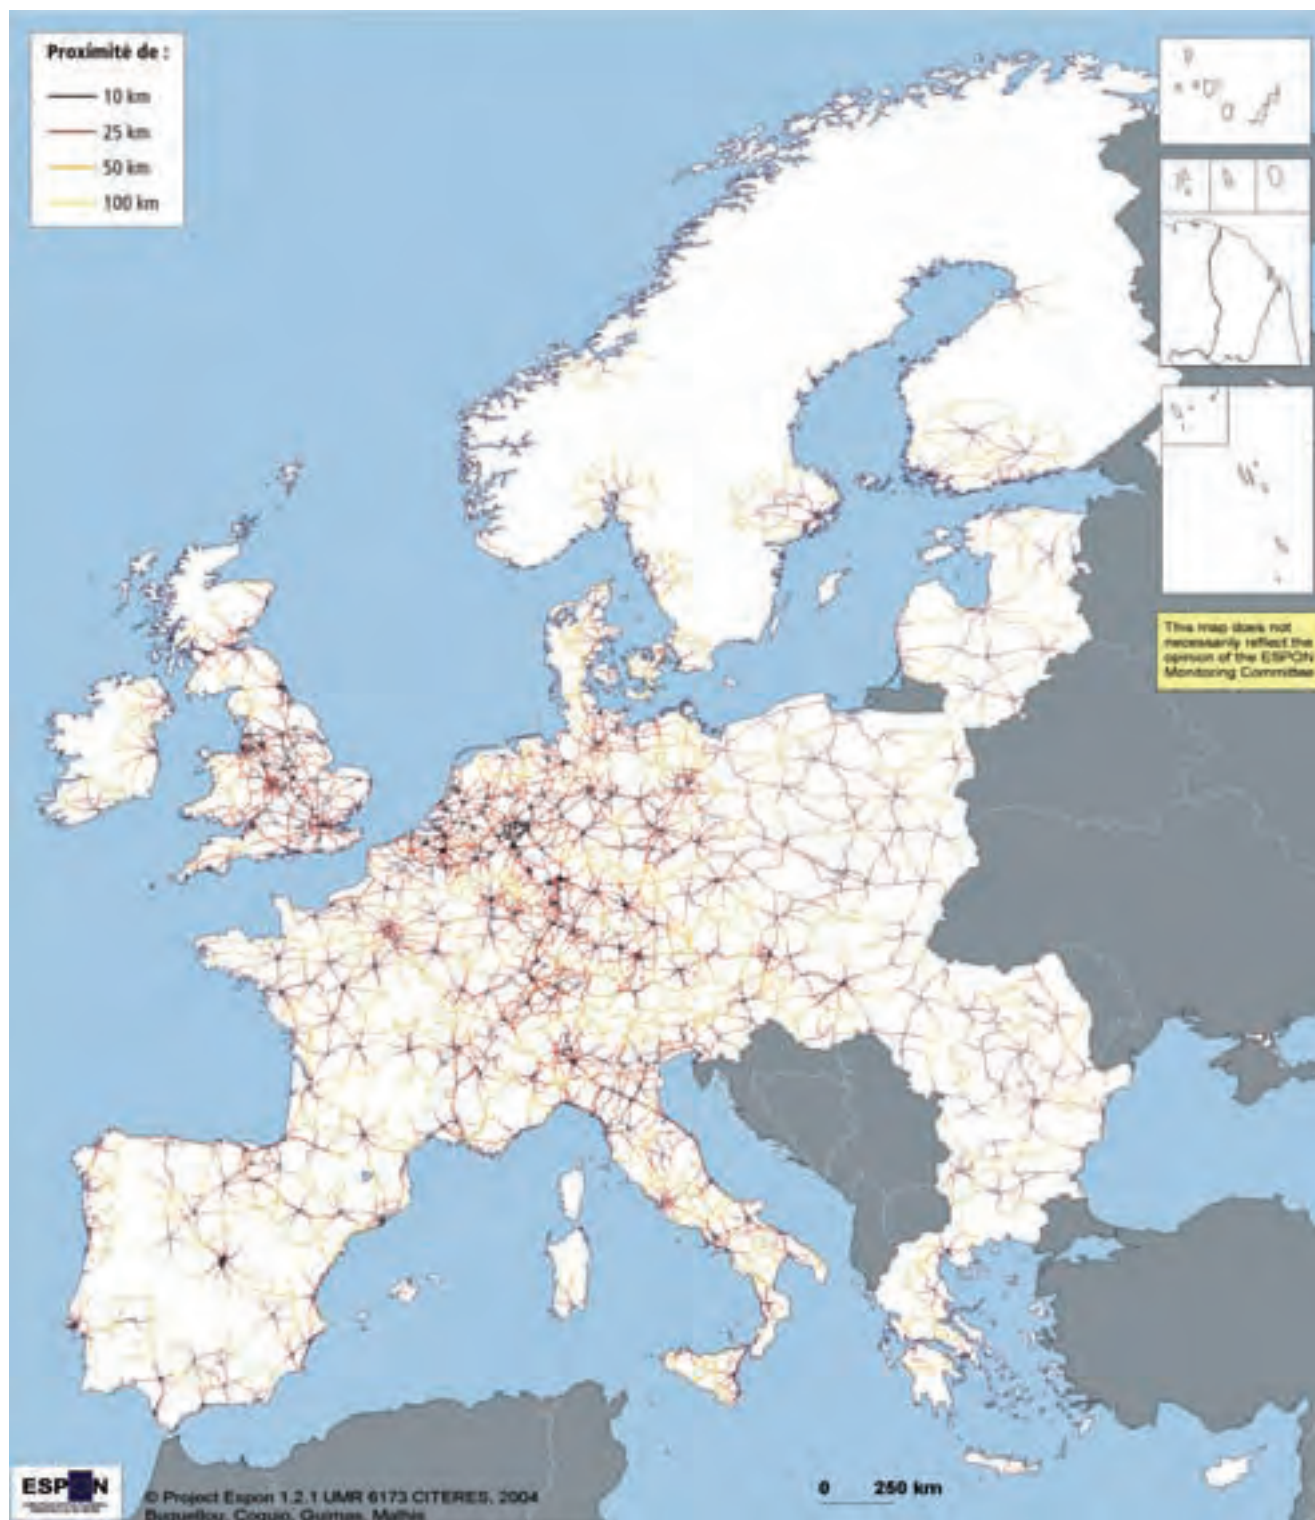 Proximité de :
10 km
25 km
50 km
100 km
This map does not
necessarily reflect the
opinion of the ESPON
Monitoring Committee
ESPON
© Project Espon 1.2.1 UMR 6173 CITERES, 2004
0 250 km